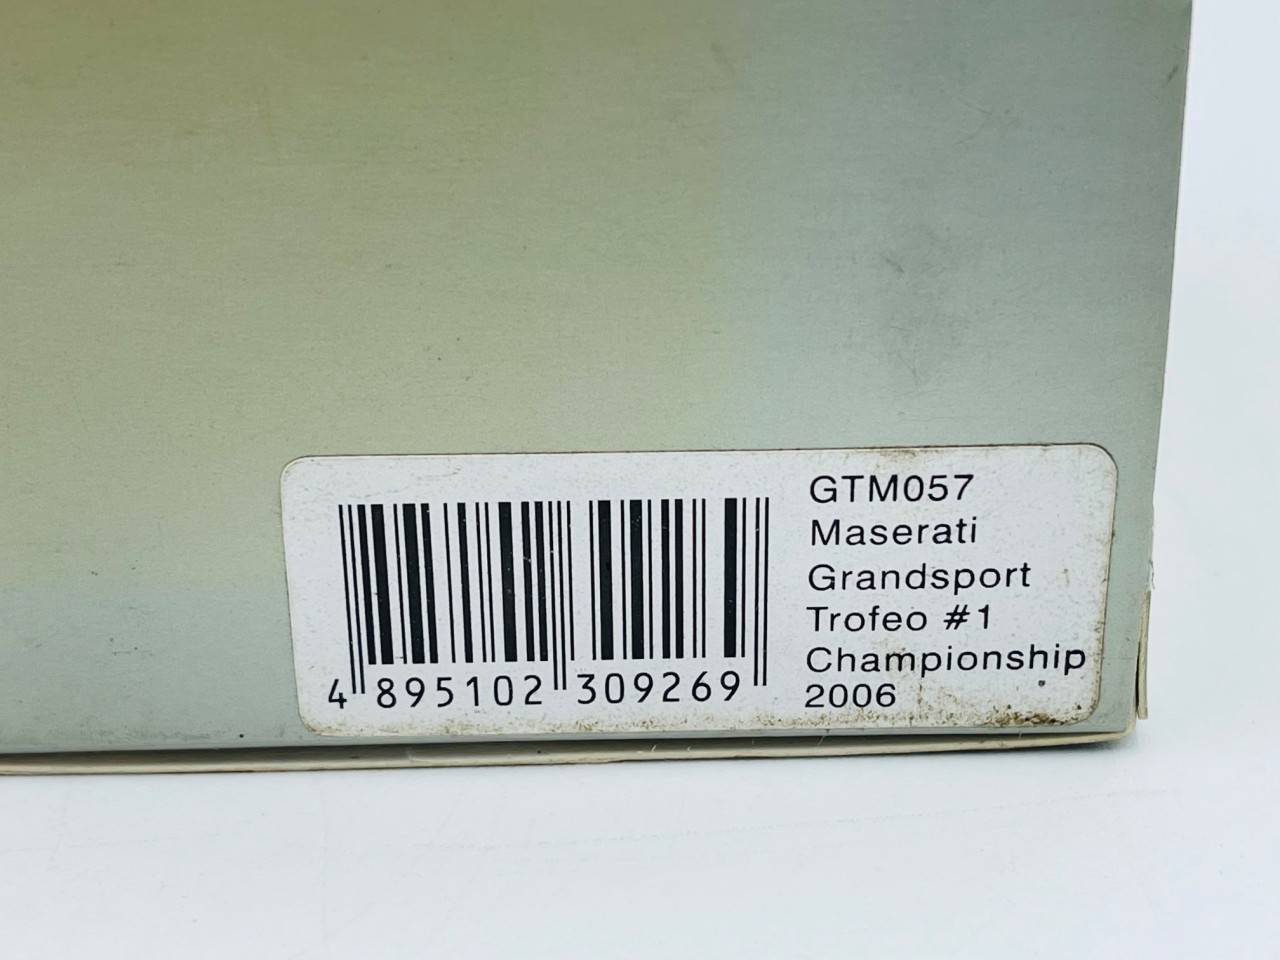 GTM057
Maserati
Grandsport
Trofeo #1
Championship
2006
4 895102 309269